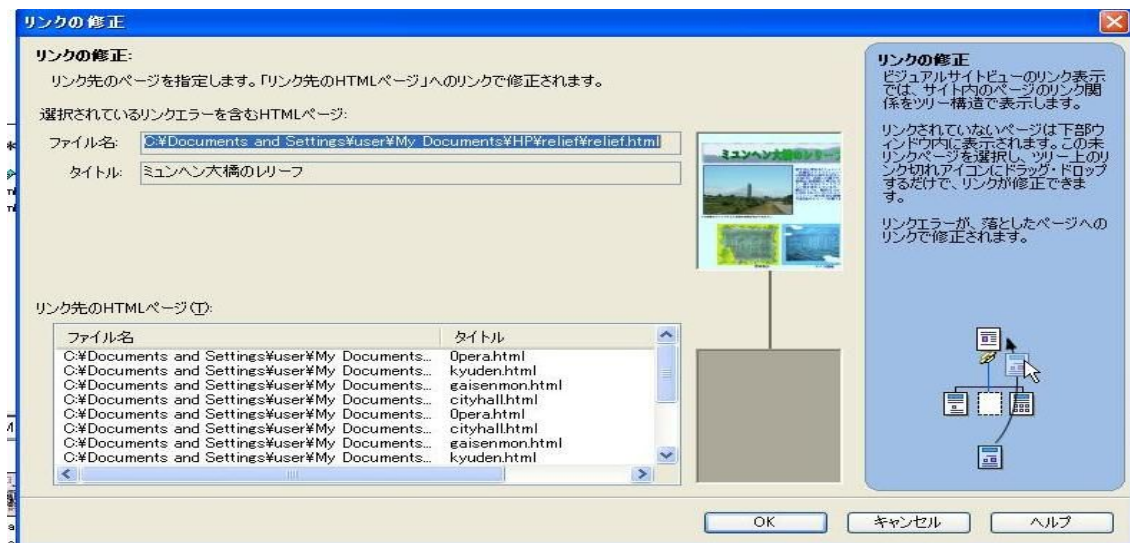 リンクの修正
リンクの修正:
リンク先のページを指定します。「リンク先のHTMLページ」へのリンクで修正されます。
選択されているリンクエラーを含むHTMLページ:
ファイル名: C:¥Documents and Settings¥user¥My Documents¥HP¥relief¥relief.html
タイトル: ミュンヘン大橋のレリーフ
ミュンヘン大橋のレリーフ
リンク先のHTMLページ(T):
ファイル名 タイトル
C:¥Documents and Settings¥user¥My Documents... Opera.html
C:¥Documents and Settings¥user¥My Documents... kyuden.html
C:¥Documents and Settings¥user¥My Documents... gaisenmon.html
C:¥Documents and Settings¥user¥My Documents... cityhall.html
C:¥Documents and Settings¥user¥My Documents... Opera.html
C:¥Documents and Settings¥user¥My Documents... cityhall.html
C:¥Documents and Settings¥user¥My Documents... gaisenmon.html
C:¥Documents and Settings¥user¥My Documents... kyuden.html
リンクの修正
ビジュアルサイトビューのリンク表示
では、サイト内のページのリンク関
係をツリー構造で表示します。
リンクされていないページは下部ウ
ィンドウ内に表示されます。この未
リンクページを選択し、ツリー上のリ
ンク切れアイコンにドラッグ・ドロップ
するだけで、リンクが修正できま
す。
リンクエラーが、落としたページへの
リンクで修正されます。
OK キャンセル ヘルプ